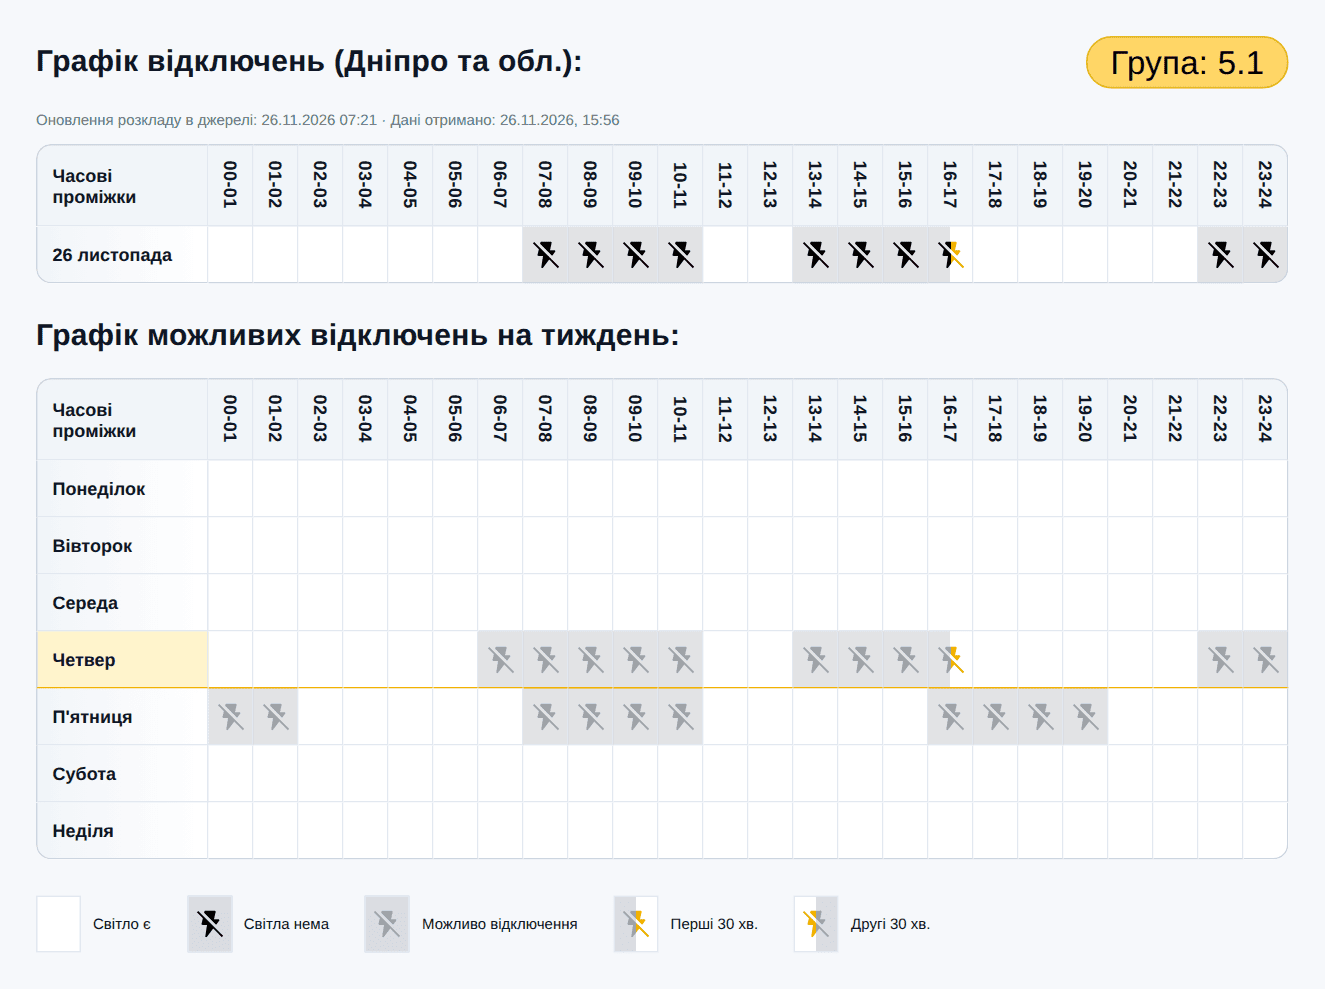 Графік відключень (Дніпро та обл.):
Група: 5.1
Оновлення розкладу в джерелі: 26.11.2026 07:21 · Дані отримано: 26.11.2026, 15:56
Часові проміжки 00-01 01-02 02-03 03-04 04-05 05-06 06-07 07-08 08-09 09-10 10-11 11-12 12-13 13-14 14-15 15-16 16-17 17-18 18-19 19-20 20-21 21-22 22-23 23-24
26 листопада
Графік можливих відключень на тиждень:
Часові проміжки 00-01 01-02 02-03 03-04 04-05 05-06 06-07 07-08 08-09 09-10 10-11 11-12 12-13 13-14 14-15 15-16 16-17 17-18 18-19 19-20 20-21 21-22 22-23 23-24
Понеділок
Вівторок
Середа
Четвер
П'ятниця
Субота
Неділя
Світло є Світла нема Можливо відключення Перші 30 хв. Другі 30 хв.